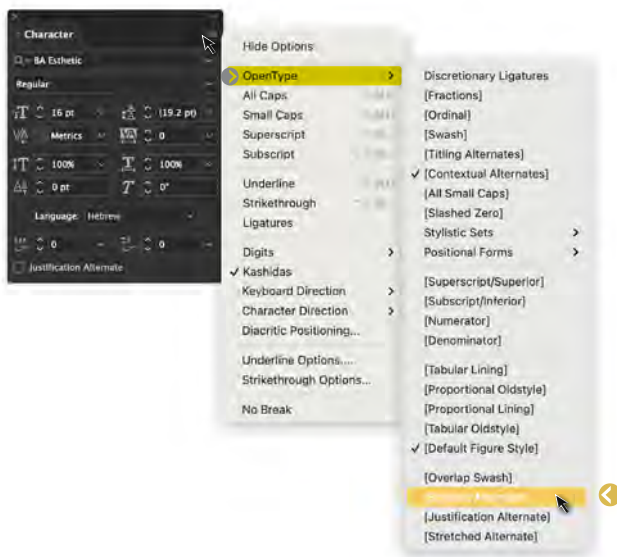 Character
BA Esthetic
Regular
16 pt
(19.2 pt)
Metrics
0
100%
100%
0 pt
0°
Language: Hebrew
0
0
Justification Alternate
Hide Options
OpenType
All Caps
Small Caps
Superscript
Subscript
Underline
Strikethrough
Ligatures
Digits
✓ Kashidas
Keyboard Direction
Character Direction
Diacritic Positioning...
Underline Options....
Strikethrough Options...
No Break
Discretionary Ligatures
[Fractions]
[Ordinal]
[Swash]
[Titling Alternates]
✓ [Contextual Alternates]
[All Small Caps]
[Slashed Zero]
Stylistic Sets
Positional Forms
[Superscript/Superior]
[Subscript/Inferior]
[Numerator]
[Denominator]
[Tabular Lining]
[Proportional Oldstyle]
[Proportional Lining]
[Tabular Oldstyle]
✓ [Default Figure Style]
[Overlap Swash]
[Justification Alternate]
[Stretched Alternate]